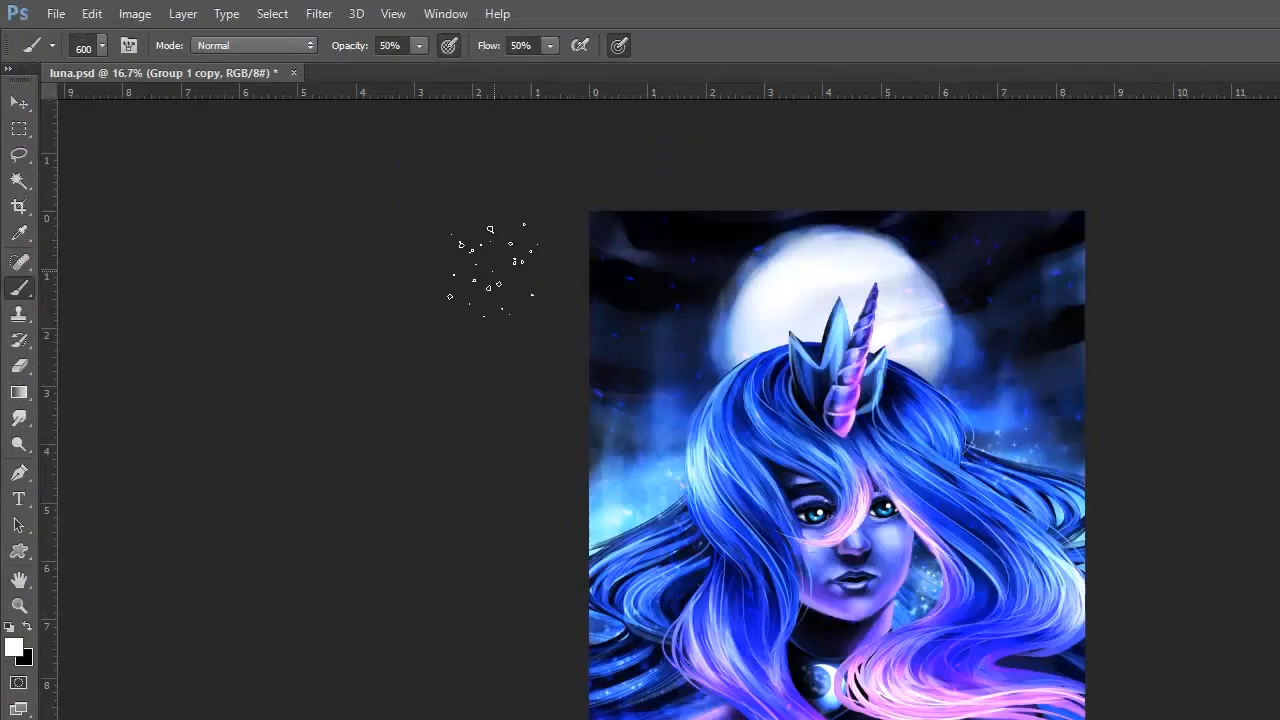 Ps File Edit Image Layer Type Select Filter 3D View Window Help
600 Mode: Normal Opacity: 50% Flow: 50%
luna.psd @ 16.7% (Group 1 copy, RGB/8#) * ×
9 8 7 6 5 4 3 2 1 0 1 2 3 4 5 6 7 8 9 10 11
1
0
1
2
3
4
5
6
7
8
T